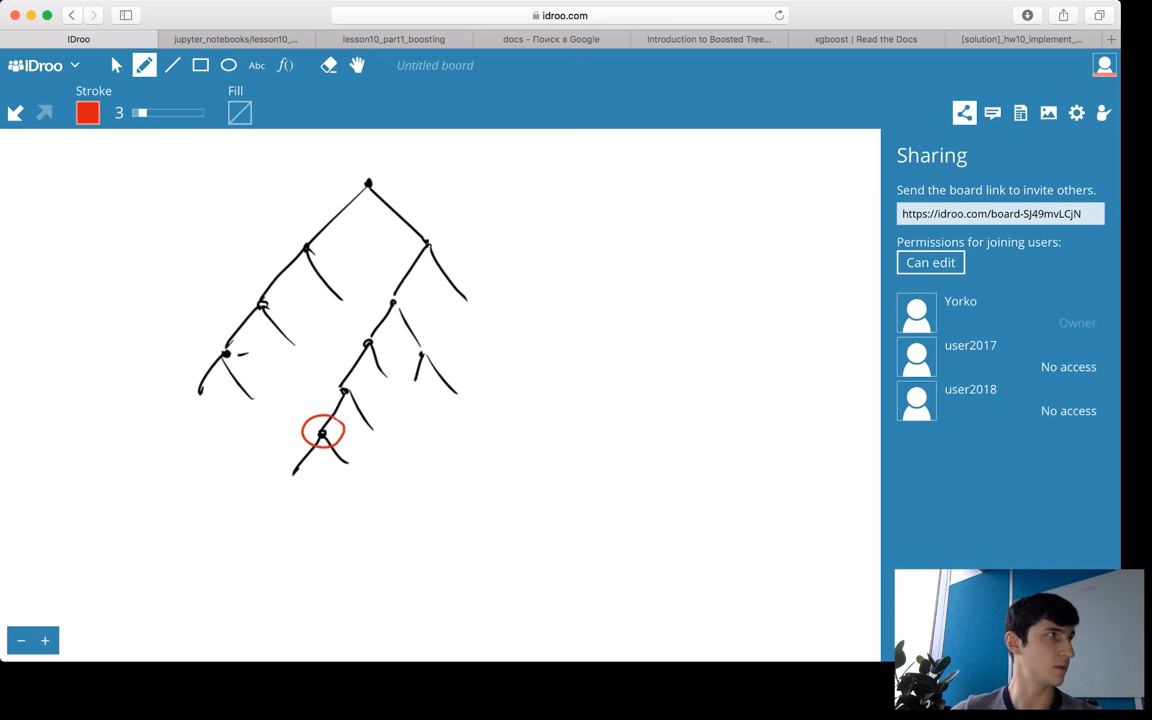 idroo.com
IDroo
jupyter_notebooks/lesson10_...
lesson10_part1_boosting
docs - Поиск в Google
Introduction to Boosted Tree...
xgboost | Read the Docs
[solution]_hw10_implement_...
IDroo
Abc
f()
Untitled board
Stroke
Fill
3
Sharing
Send the board link to invite others.
https://idroo.com/board-SJ49mvLCjN
Permissions for joining users:
Can edit
Yorko
Owner
user2017
No access
user2018
No access